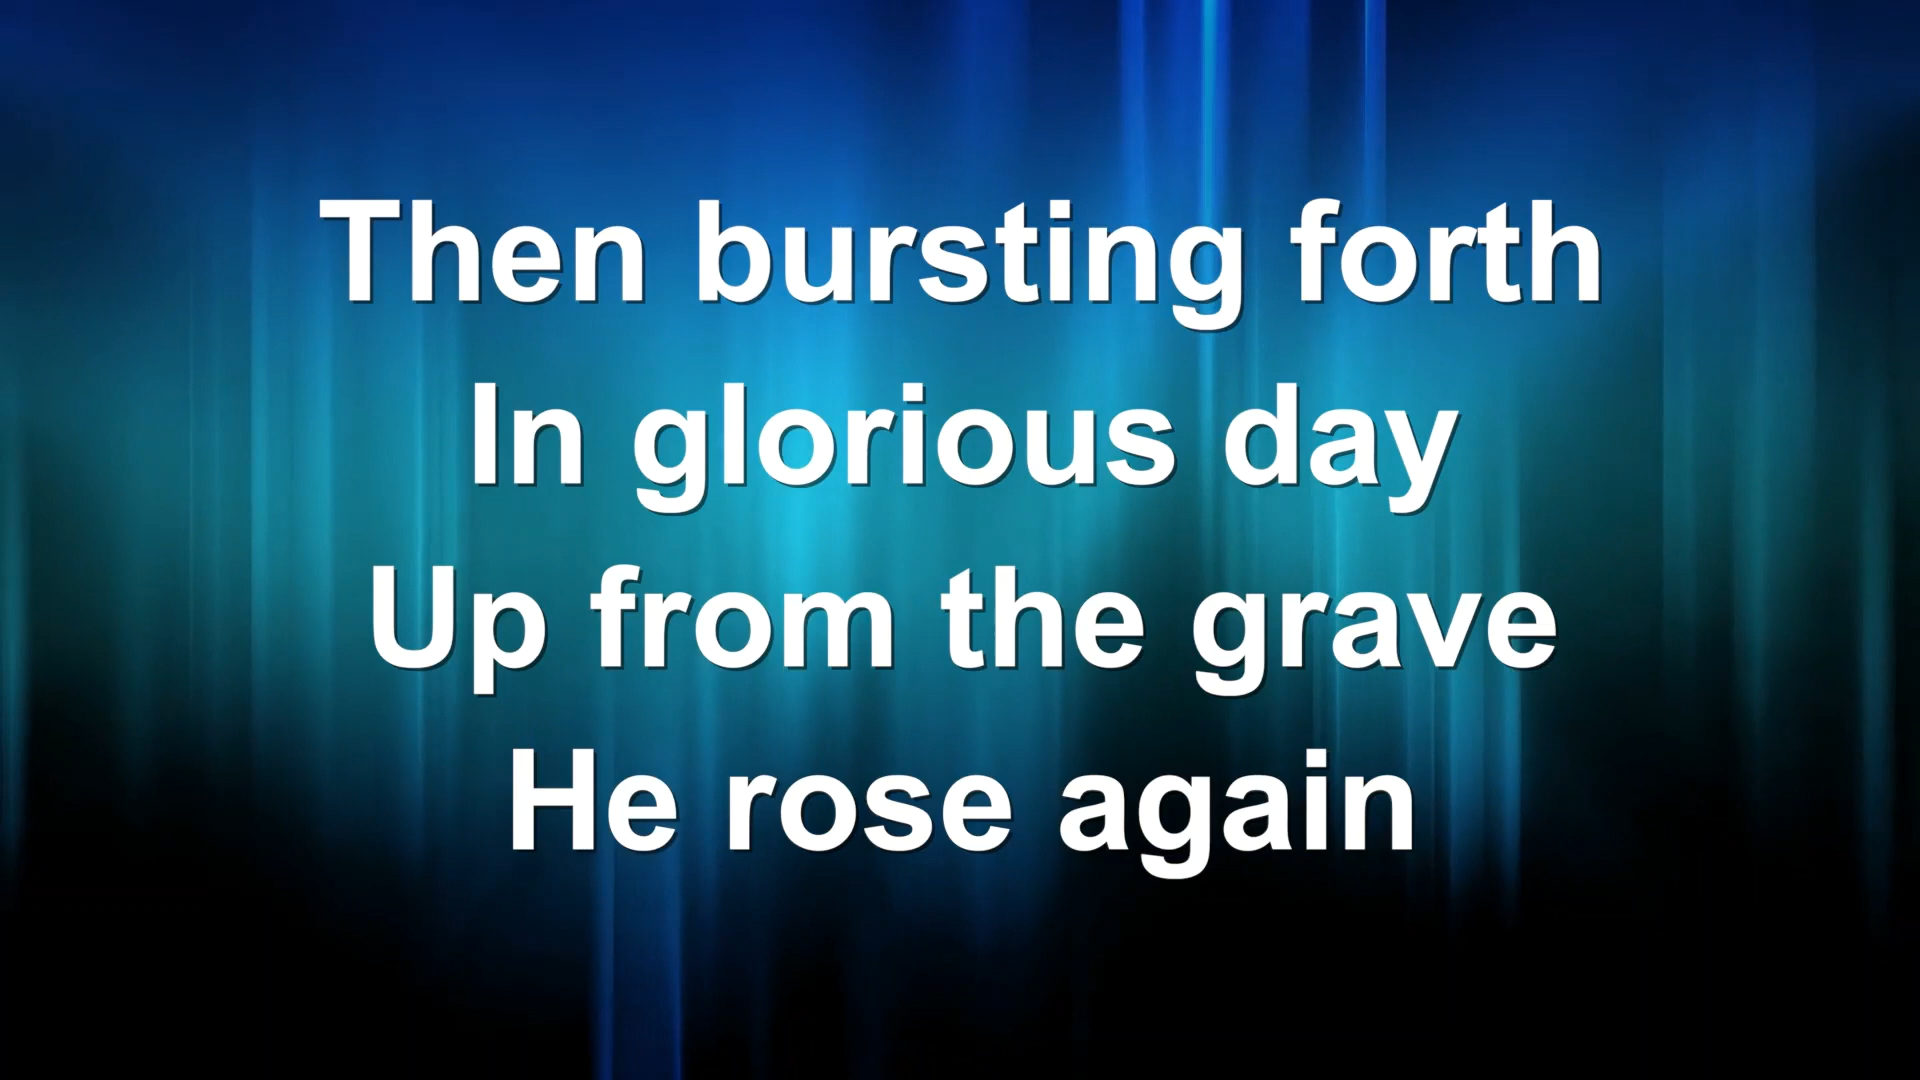 Then bursting forth
In glorious day
Up from the grave
He rose again